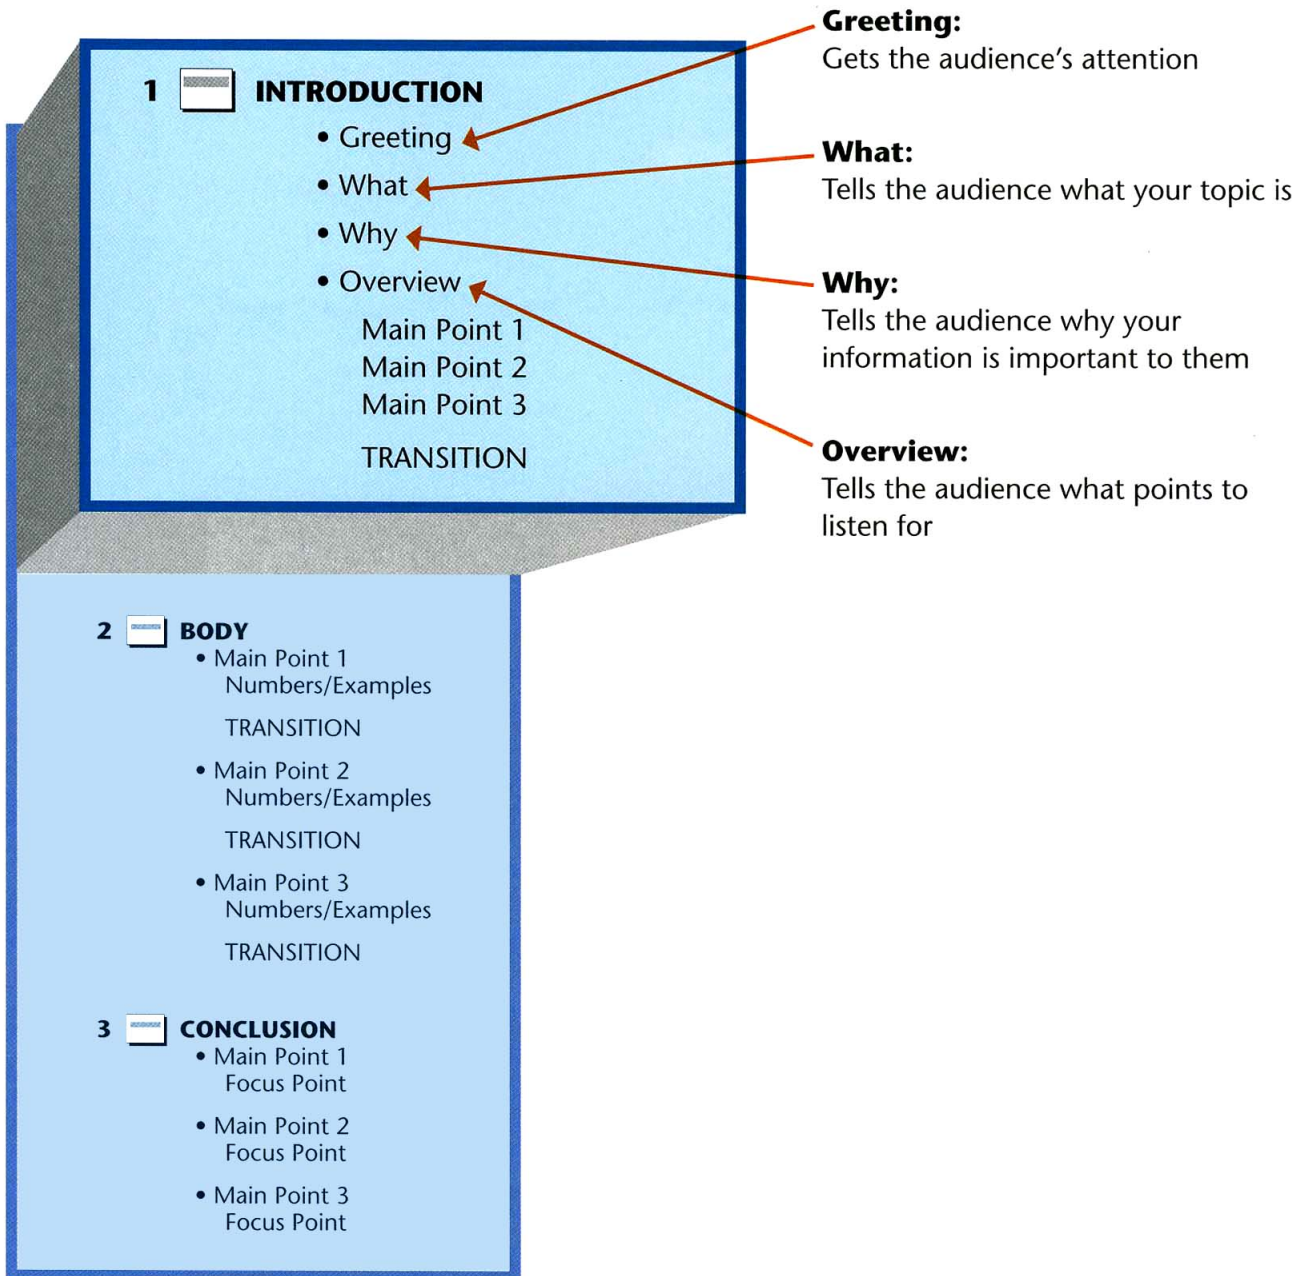 1 INTRODUCTION
• Greeting
• What
• Why
• Overview
Main Point 1
Main Point 2
Main Point 3
TRANSITION
Greeting:
Gets the audience's attention
What:
Tells the audience what your topic is
Why:
Tells the audience why your
information is important to them
Overview:
Tells the audience what points to
listen for
2 BODY
• Main Point 1
Numbers/Examples
TRANSITION
• Main Point 2
Numbers/Examples
TRANSITION
• Main Point 3
Numbers/Examples
TRANSITION
3 CONCLUSION
• Main Point 1
Focus Point
• Main Point 2
Focus Point
• Main Point 3
Focus Point